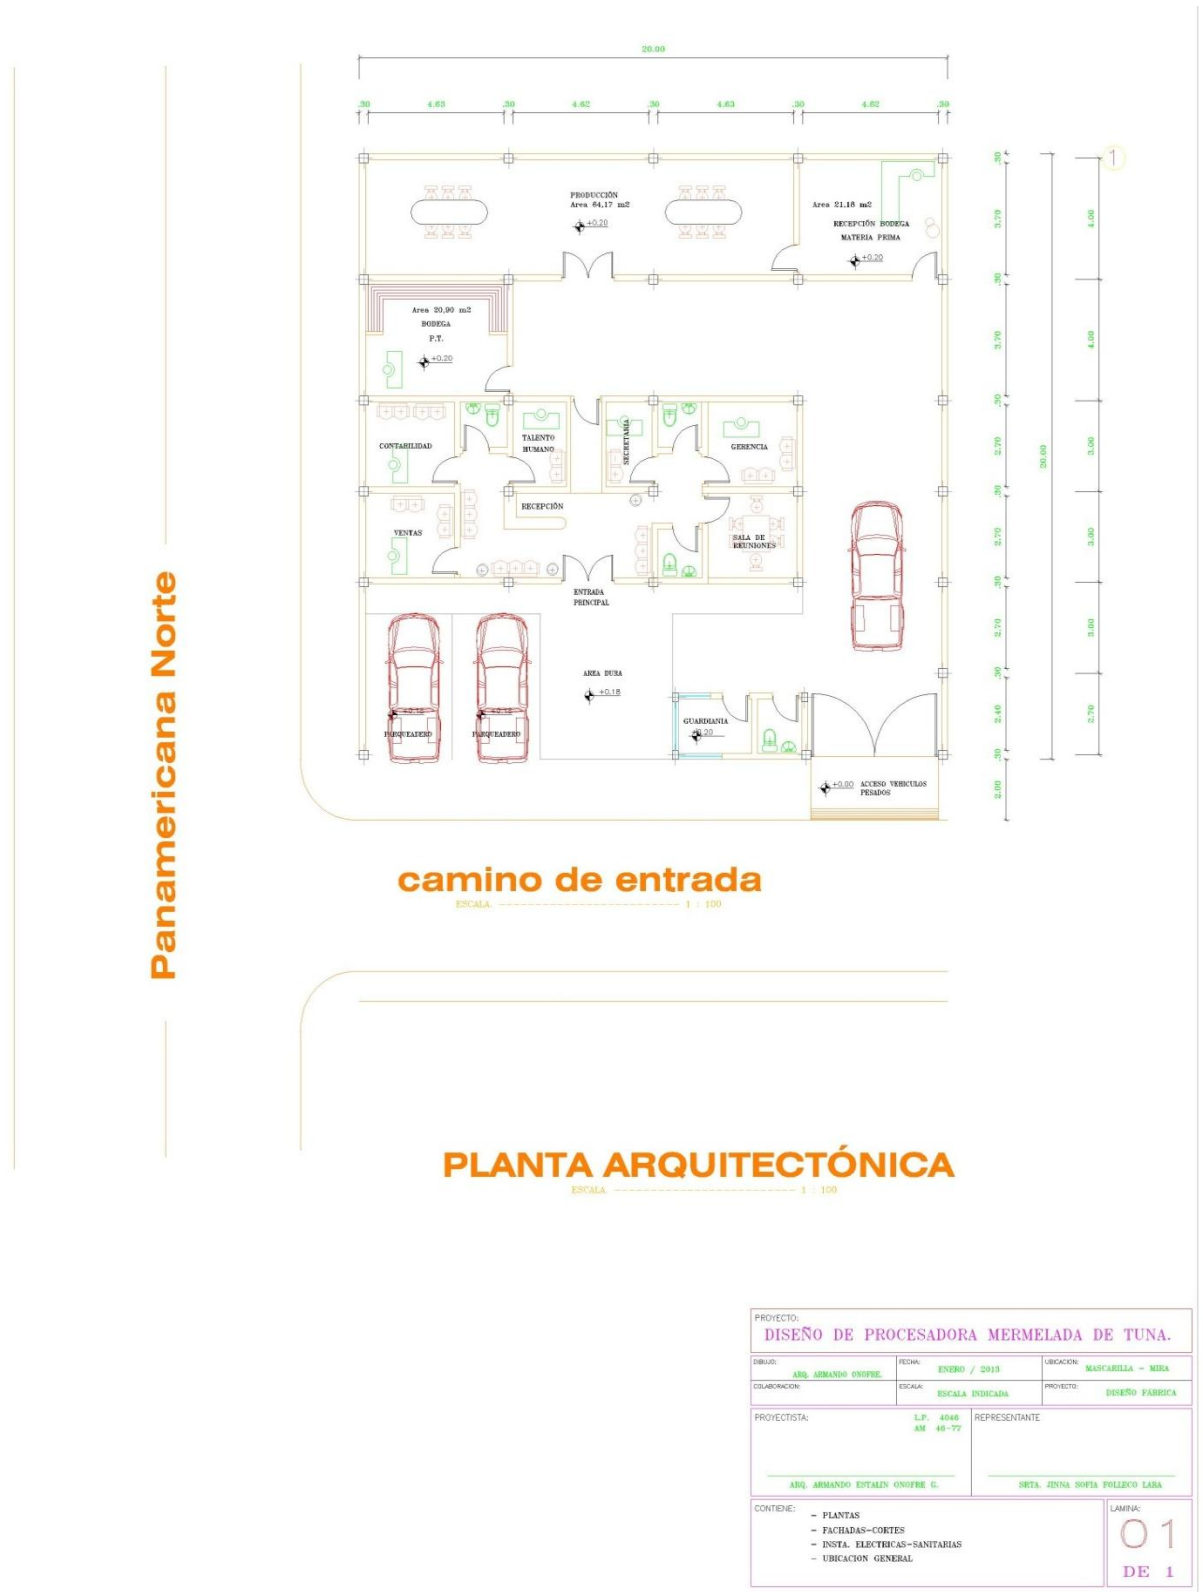 20.00
.30 4.63 .30 4.62 .30 4.63 .30 4.62 .30
1
PRODUCCIÓN
Area 64,17 m2
+0.20
Area 21,18 m2
RECEPCIÓN BODEGA
MATERIA PRIMA
+0.20
.30
3.70
4.00
.30
Area 20,90 m2
BODEGA
P.T.
+0.20
3.70
4.00
.30
CONTABILIDAD
TALENTO
HUMANO
SECRETARIA
GERENCIA
2.70
3.00
20.00
.30
RECEPCIÓN
VENTAS
SALA DE
REUNIONES
2.70
3.00
.30
ENTRADA
PRINCIPAL
2.70
3.00
.30
AREA DURA
+0.18
PARQUEADERO
PARQUEADERO
GUARDIANIA
+0.20
2.40
2.70
.30
+0.00 ACCESO VEHICULOS
PESADOS
2.00
Panamericana Norte
camino de entrada
ESCALA. 1 : 100
PLANTA ARQUITECTÓNICA
ESCALA 1 : 100
PROYECTO:
DISEÑO DE PROCESADORA MERMELADA DE TUNA.
DIBUJO:
ARQ. ARMANDO ONOFRE.
FECHA:
ENERO / 2013
UBICACION:
MASCARILLA - MIRA
COLABORACION:
ESCALA:
ESCALA INDICADA
PROYECTO:
DISEÑO FÁBRICA
PROYECTISTA:
L.P. 4046
AM 46-77
REPRESENTANTE
ARQ. ARMANDO ESTALIN ONOFRE G.
SRTA. JINNA SOFIA FOLLECO LARA
CONTIENE:
- PLANTAS
- FACHADAS-CORTES
- INSTA. ELECTRICAS-SANITARIAS
- UBICACION GENERAL
LAMINA:
01
DE 1